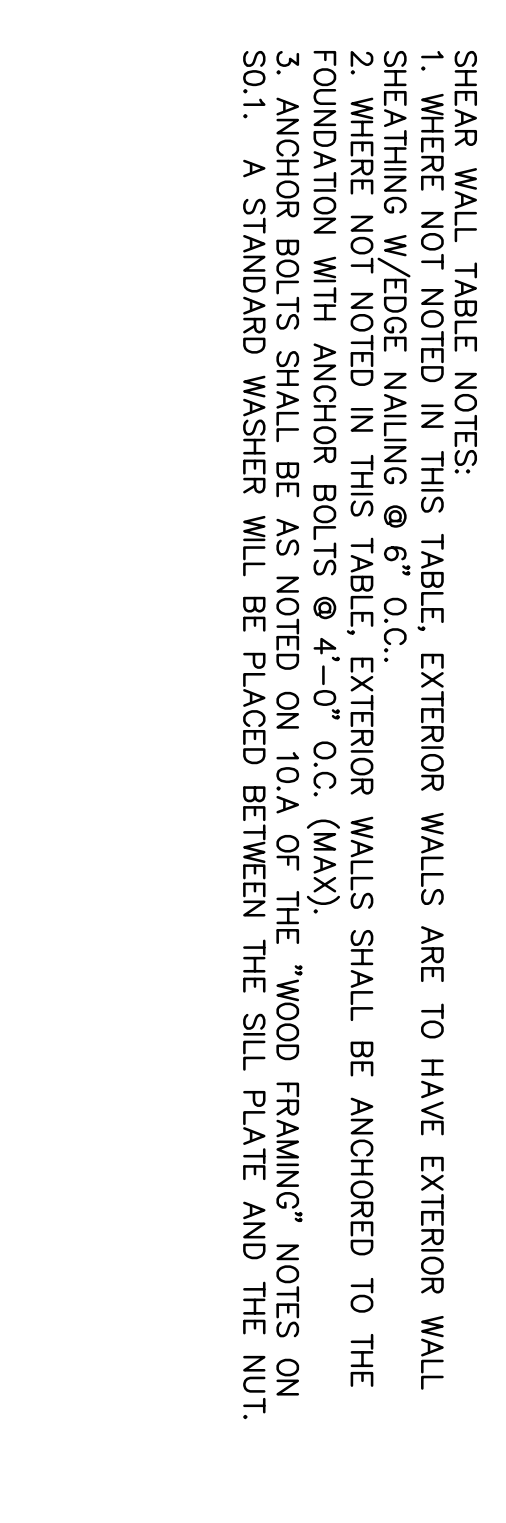 SHEAR WALL TABLE NOTES:
1. WHERE NOT NOTED IN THIS TABLE, EXTERIOR WALLS ARE TO HAVE EXTERIOR WALL
SHEATHING W/EDGE NAILING @ 6" O.C..
2. WHERE NOT NOTED IN THIS TABLE, EXTERIOR WALLS SHALL BE ANCHORED TO THE
FOUNDATION WITH ANCHOR BOLTS @ 4'-0" O.C. (MAX).
3. ANCHOR BOLTS SHALL BE AS NOTED ON 10.A OF THE "WOOD FRAMING" NOTES ON
S0.1. A STANDARD WASHER WILL BE PLACED BETWEEN THE SILL PLATE AND THE NUT.